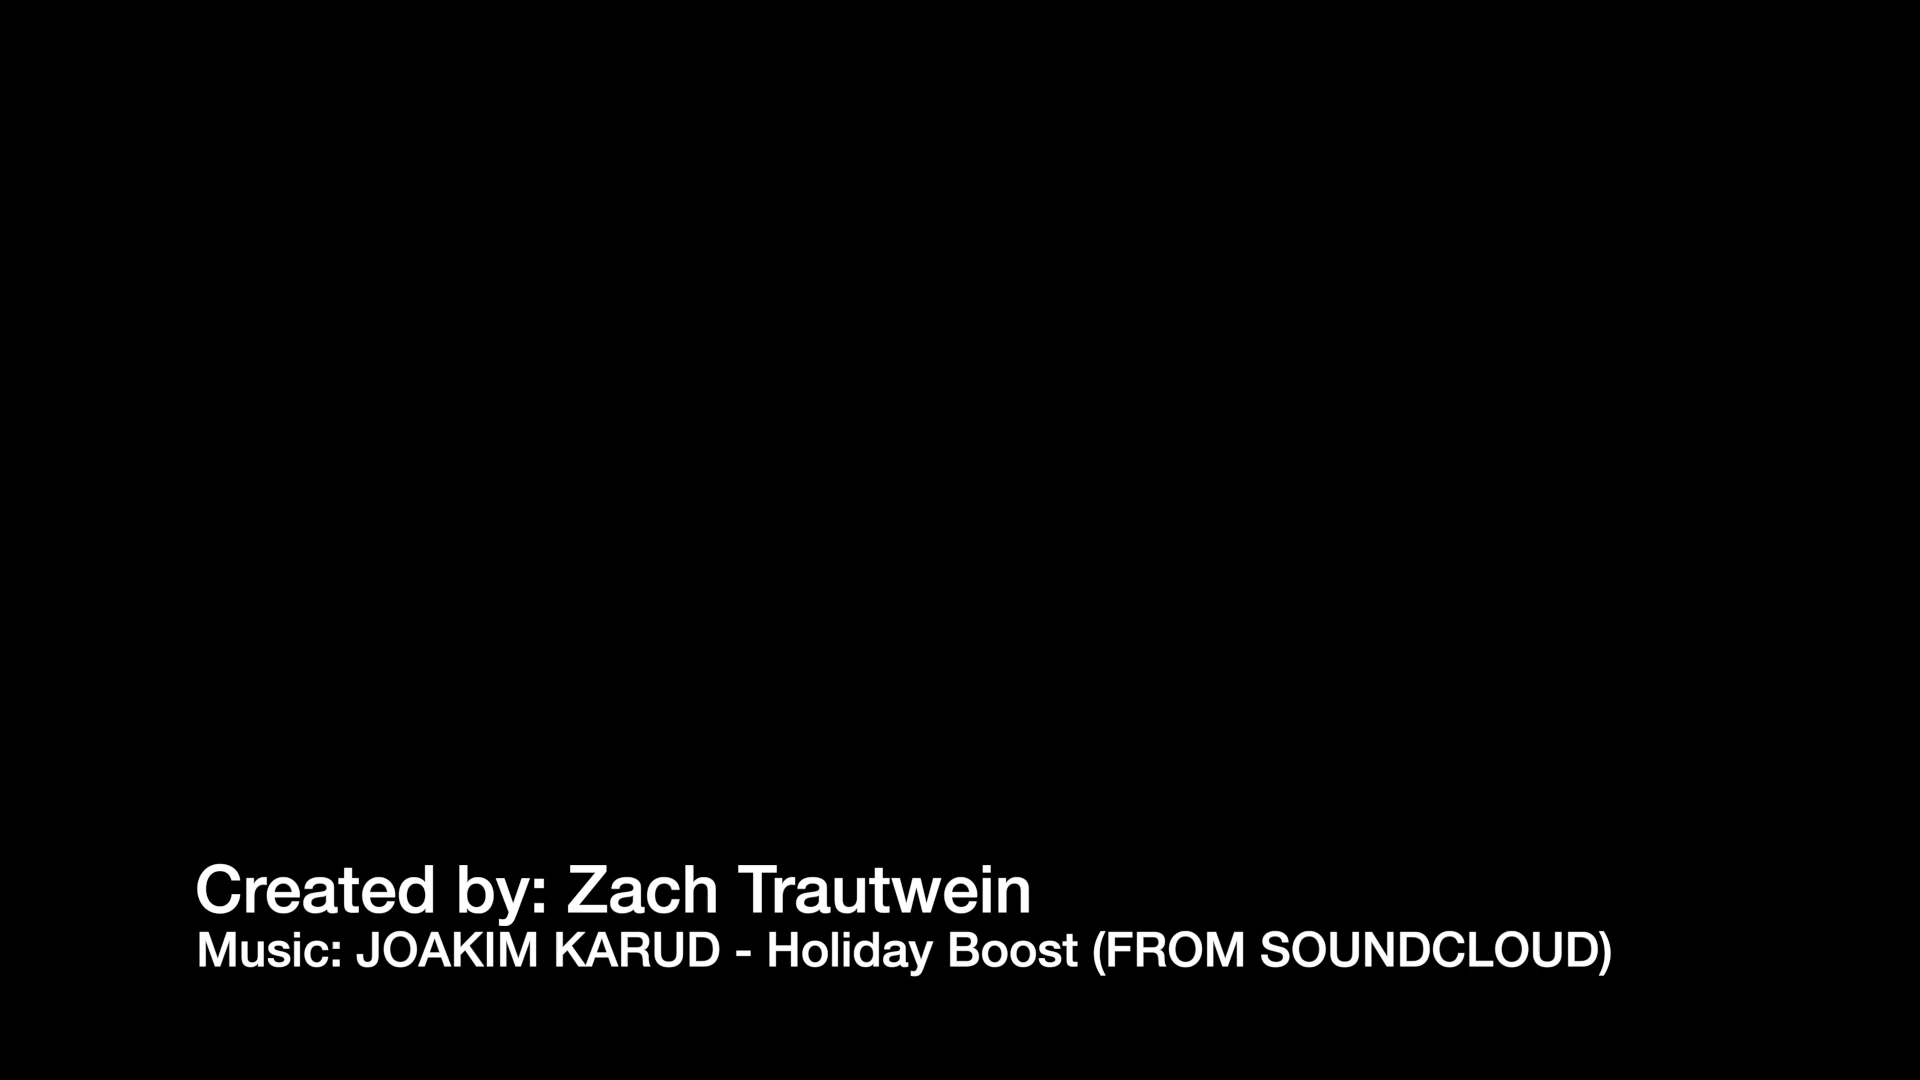 Created by: Zach Trautwein
Music: JOAKIM KARUD - Holiday Boost (FROM SOUNDCLOUD)